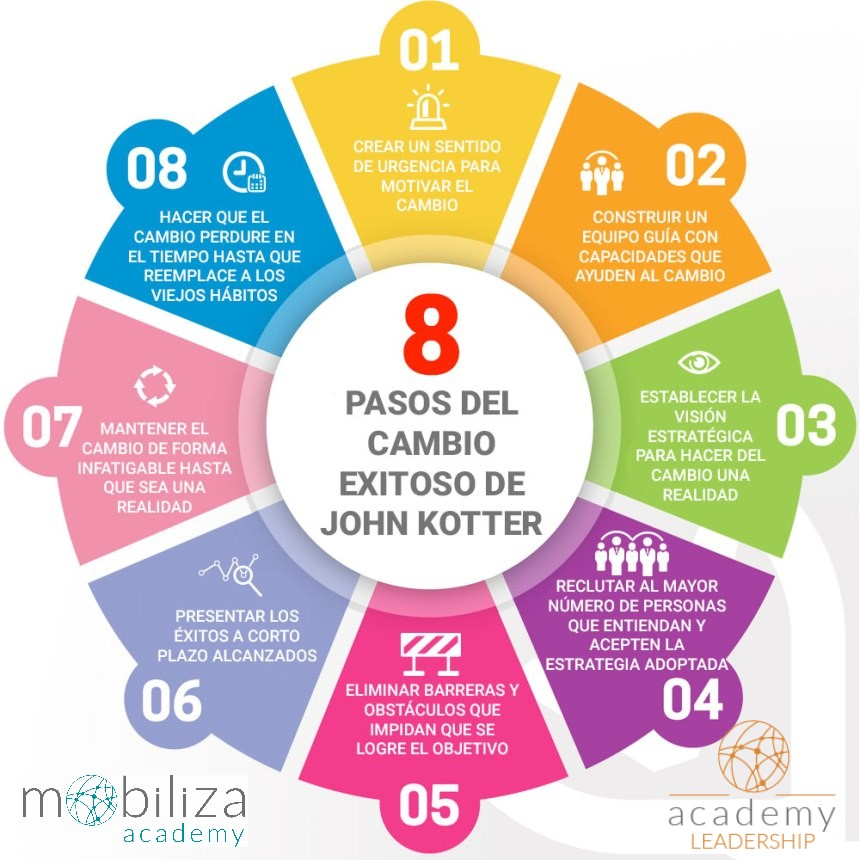 8
PASOS DEL
CAMBIO
EXITOSO DE
JOHN KOTTER
01
CREAR UN SENTIDO
DE URGENCIA PARA
MOTIVAR EL
CAMBIO
02
CONSTRUIR UN
EQUIPO GUÍA CON
CAPACIDADES QUE
AYUDEN AL CAMBIO
03
ESTABLECER LA
VISIÓN
ESTRATÉGICA
PARA HACER DEL
CAMBIO UNA
REALIDAD
04
RECLUTAR AL MAYOR
NÚMERO DE PERSONAS
QUE ENTIENDAN Y
ACEPTEN LA
ESTRATEGIA ADOPTADA
05
ELIMINAR BARRERAS Y
OBSTÁCULOS QUE
IMPIDAN QUE SE
LOGRE EL OBJETIVO
06
PRESENTAR LOS
ÉXITOS A CORTO
PLAZO ALCANZADOS
07
MANTENER EL
CAMBIO DE FORMA
INFATIGABLE HASTA
QUE SEA UNA
REALIDAD
08
HACER QUE EL
CAMBIO PERDURE EN
EL TIEMPO HASTA QUE
REEMPLACE A LOS
VIEJOS HÁBITOS
mobiliza
academy
academy
LEADERSHIP